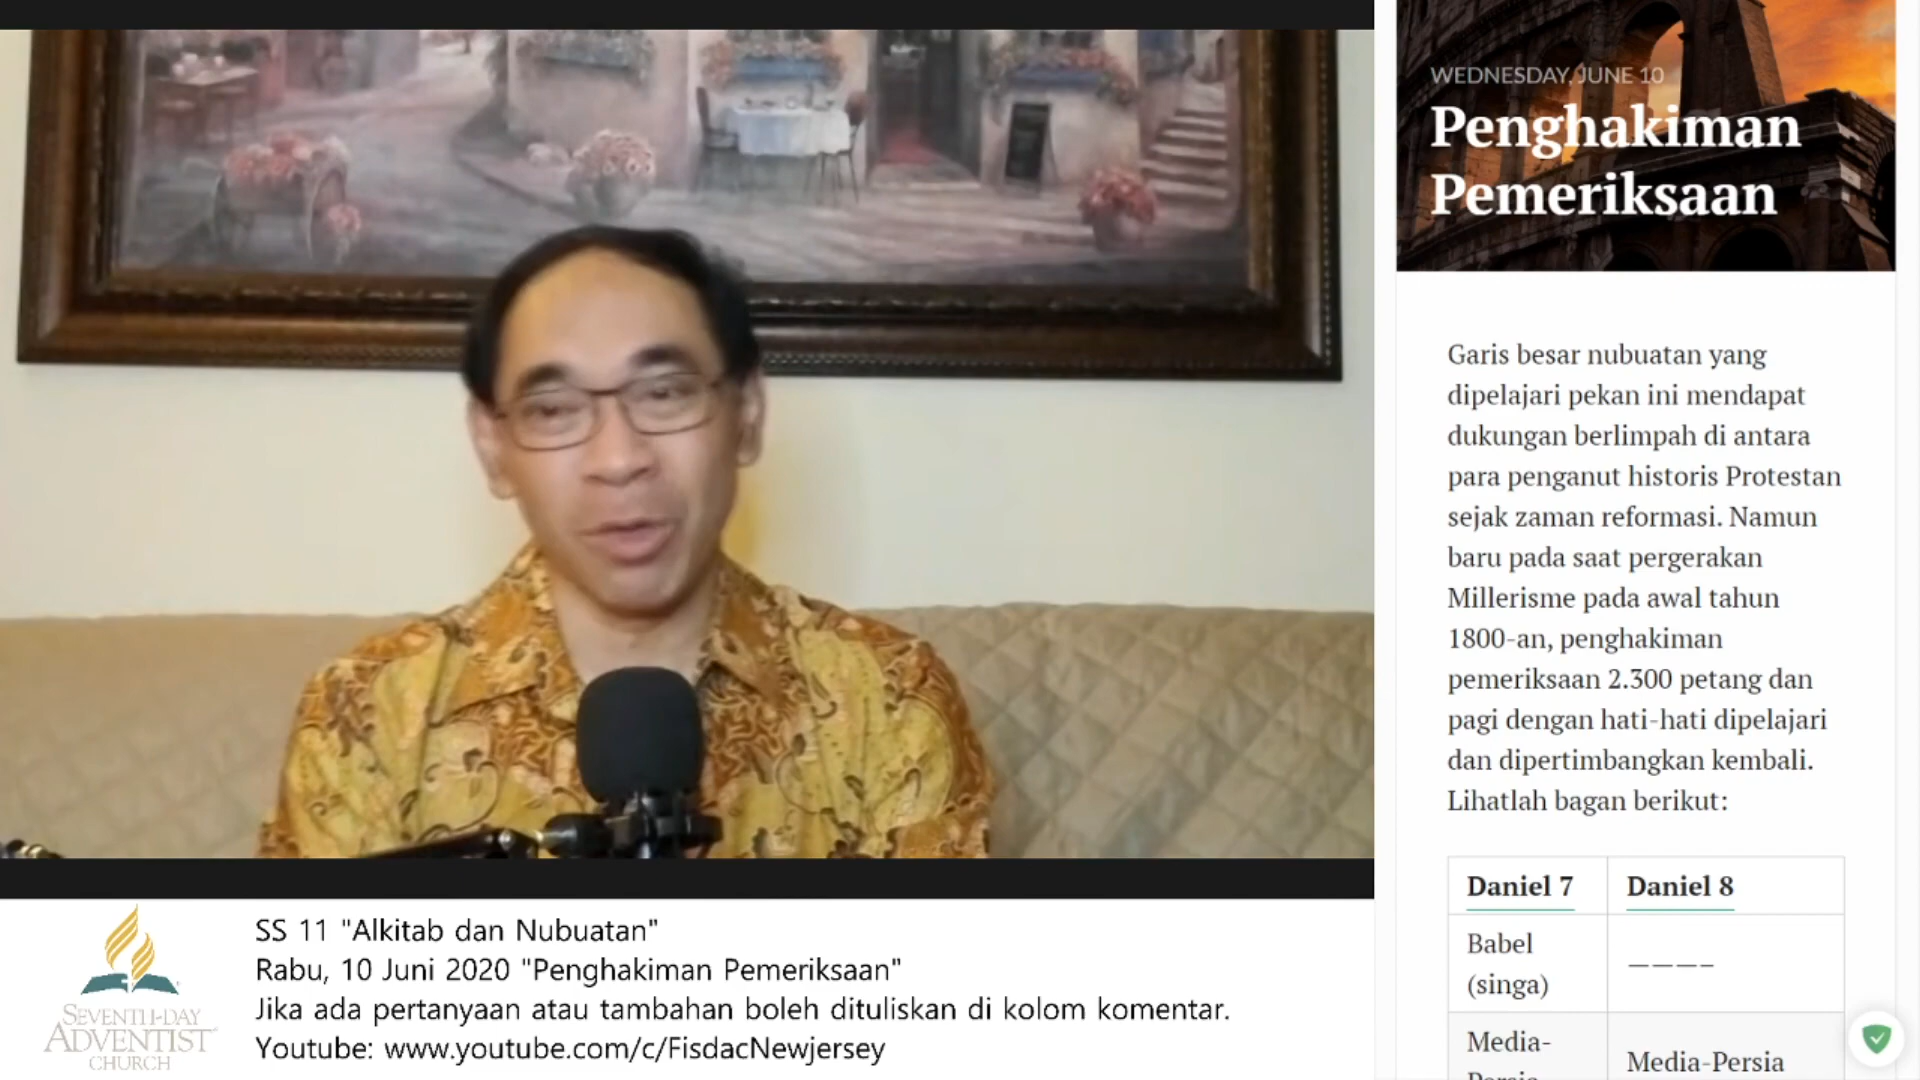 WEDNESDAY, JUNE 10
Penghakiman
Pemeriksaan
Garis besar nubuatan yang
dipelajari pekan ini mendapat
dukungan berlimpah di antara
para penganut historis Protestan
sejak zaman reformasi. Namun
baru pada saat pergerakan
Millerisme pada awal tahun
1800-an, penghakiman
pemeriksaan 2.300 petang dan
pagi dengan hati-hati dipelajari
dan dipertimbangkan kembali.
Lihatlah bagan berikut:
Daniel 7 Daniel 8
Babel ————
(singa)
Media- Media-Persia
Persia
SS 11 "Alkitab dan Nubuatan"
Rabu, 10 Juni 2020 "Penghakiman Pemeriksaan"
Jika ada pertanyaan atau tambahan boleh dituliskan di kolom komentar.
Youtube: www.youtube.com/c/FisdacNewjersey
SEVENTH-DAY
ADVENTIST
CHURCH